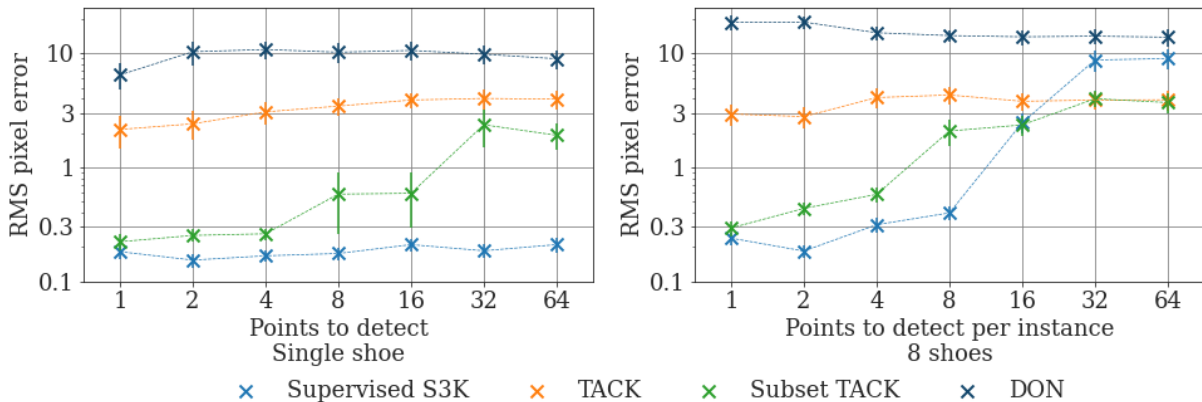 RMS pixel error
10
3
1
0.3
0.1
1 2 4 8 16 32 64
Points to detect
Single shoe
RMS pixel error
10
3
1
0.3
0.1
1 2 4 8 16 32 64
Points to detect per instance
8 shoes
Supervised S3K TACK Subset TACK DON